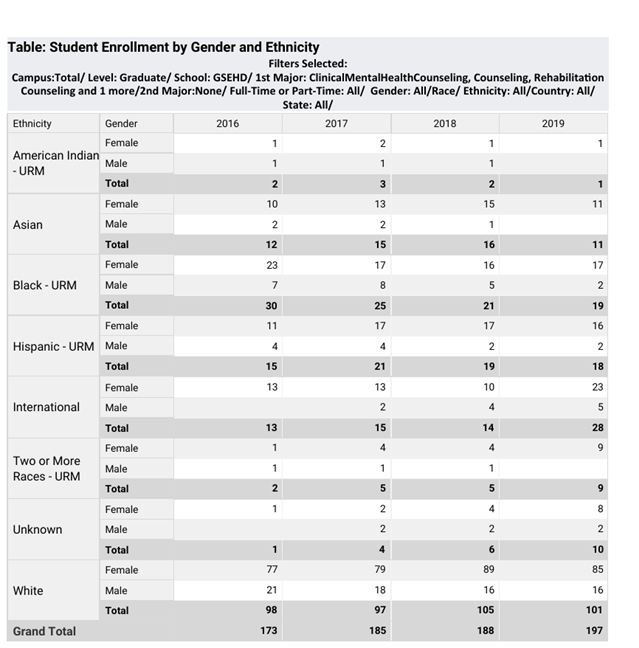 Table: Student Enrollment by Gender and Ethnicity
Filters Selected:
Campus:Total/ Level: Graduate/ School: GSEHD/ 1st Major: ClinicalMentalHealthCounseling, Counseling, Rehabilitation
Counseling and 1 more/2nd Major:None/ Full-Time or Part-Time: All/ Gender: All/Race/ Ethnicity: All/Country: All/
State: All/
Ethnicity Gender 2016 2017 2018 2019
American Indian - URM Female 1 2 1 1
Male 1 1 1
Total 2 3 2 1
Asian Female 10 13 15 11
Male 2 2 1
Total 12 15 16 11
Black - URM Female 23 17 16 17
Male 7 8 5 2
Total 30 25 21 19
Hispanic - URM Female 11 17 17 16
Male 4 4 2 2
Total 15 21 19 18
International Female 13 13 10 23
Male 2 4 5
Total 13 15 14 28
Two or More Races - URM Female 1 4 4 9
Male 1 1 1
Total 2 5 5 9
Unknown Female 1 2 4 8
Male 2 2 2
Total 1 4 6 10
White Female 77 79 89 85
Male 21 18 16 16
Total 98 97 105 101
Grand Total 173 185 188 197